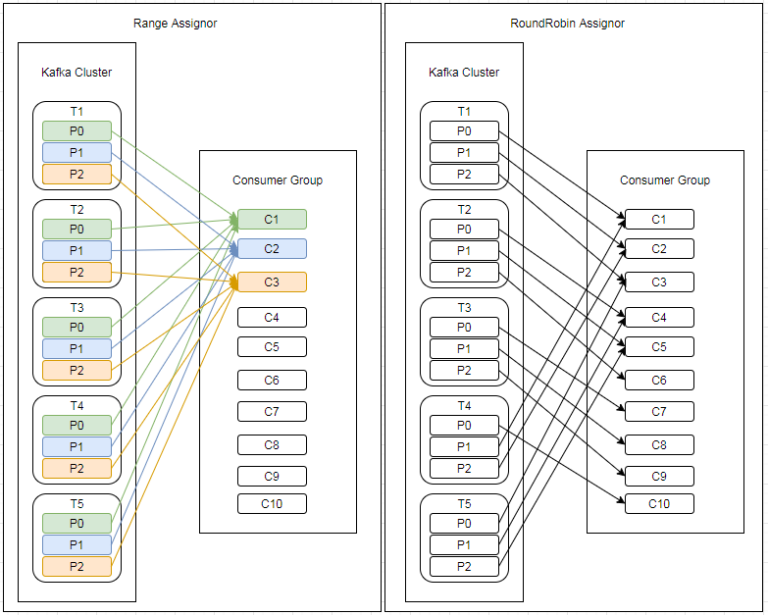 Range Assignor
Kafka Cluster
T1
P0
P1
P2
T2
P0
P1
P2
T3
P0
P1
P2
T4
P0
P1
P2
T5
P0
P1
P2
Consumer Group
C1
C2
C3
C4
C5
C6
C7
C8
C9
C10
RoundRobin Assignor
Kafka Cluster
T1
P0
P1
P2
T2
P0
P1
P2
T3
P0
P1
P2
T4
P0
P1
P2
T5
P0
P1
P2
Consumer Group
C1
C2
C3
C4
C5
C6
C7
C8
C9
C10